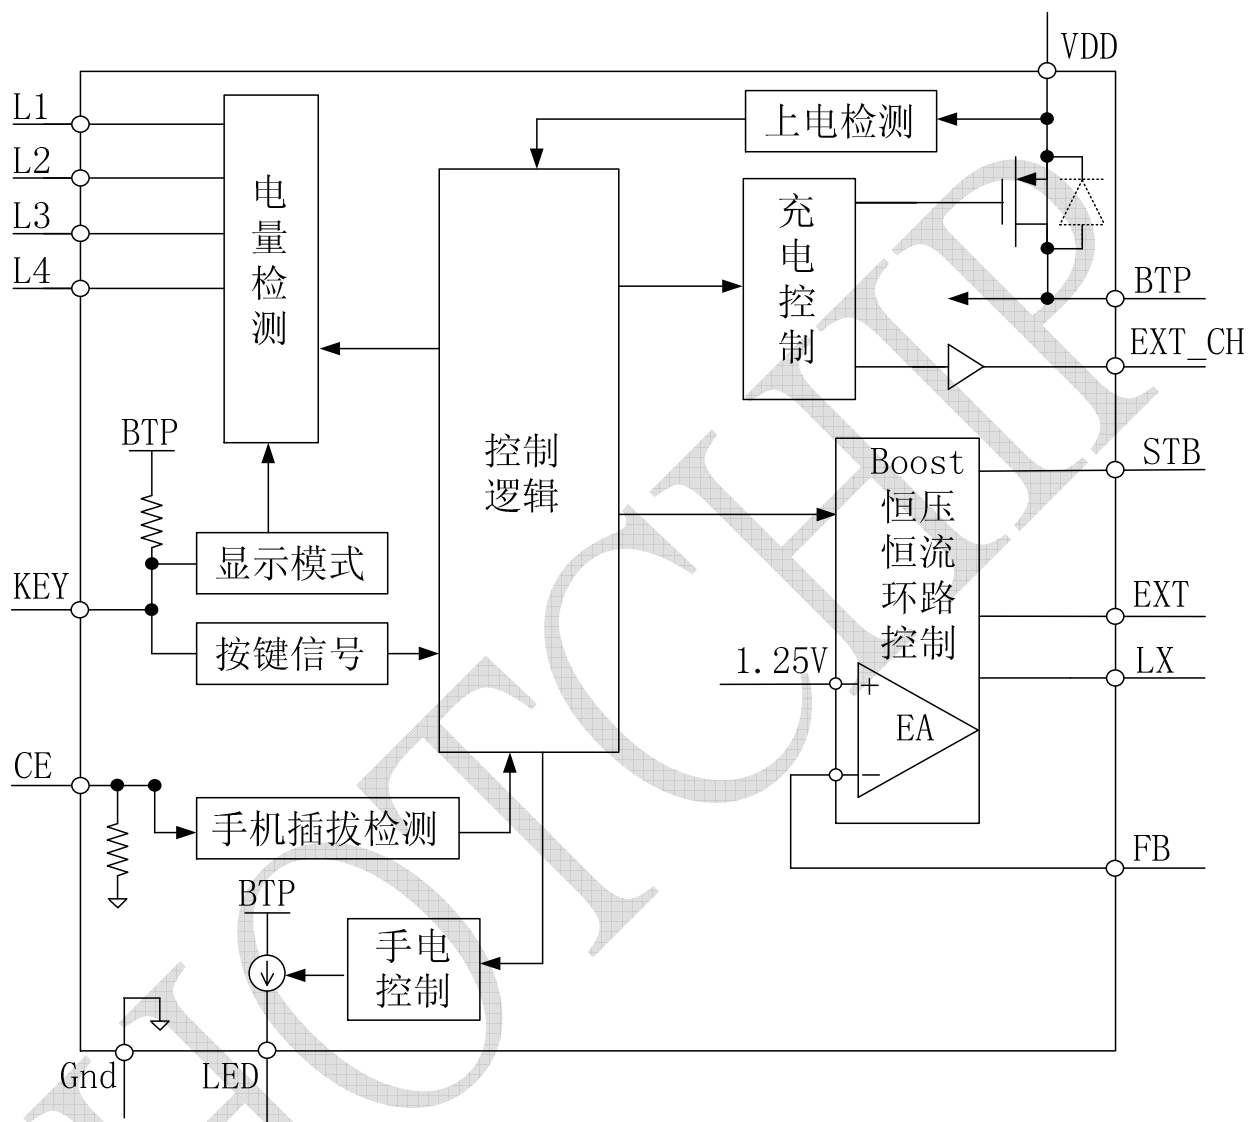 VDD
L1
上电检测
L2
电量检测
充电控制
L3
L4
BTP
EXT_CH
BTP
控制
逻辑
Boost
恒压
恒流
环路
控制
STB
显示模式
KEY
EXT
按键信号
1.25V
+
LX
EA
CE
−
手机插拔检测
FB
BTP
手电
控制
Gnd
LED
HOTCHIP